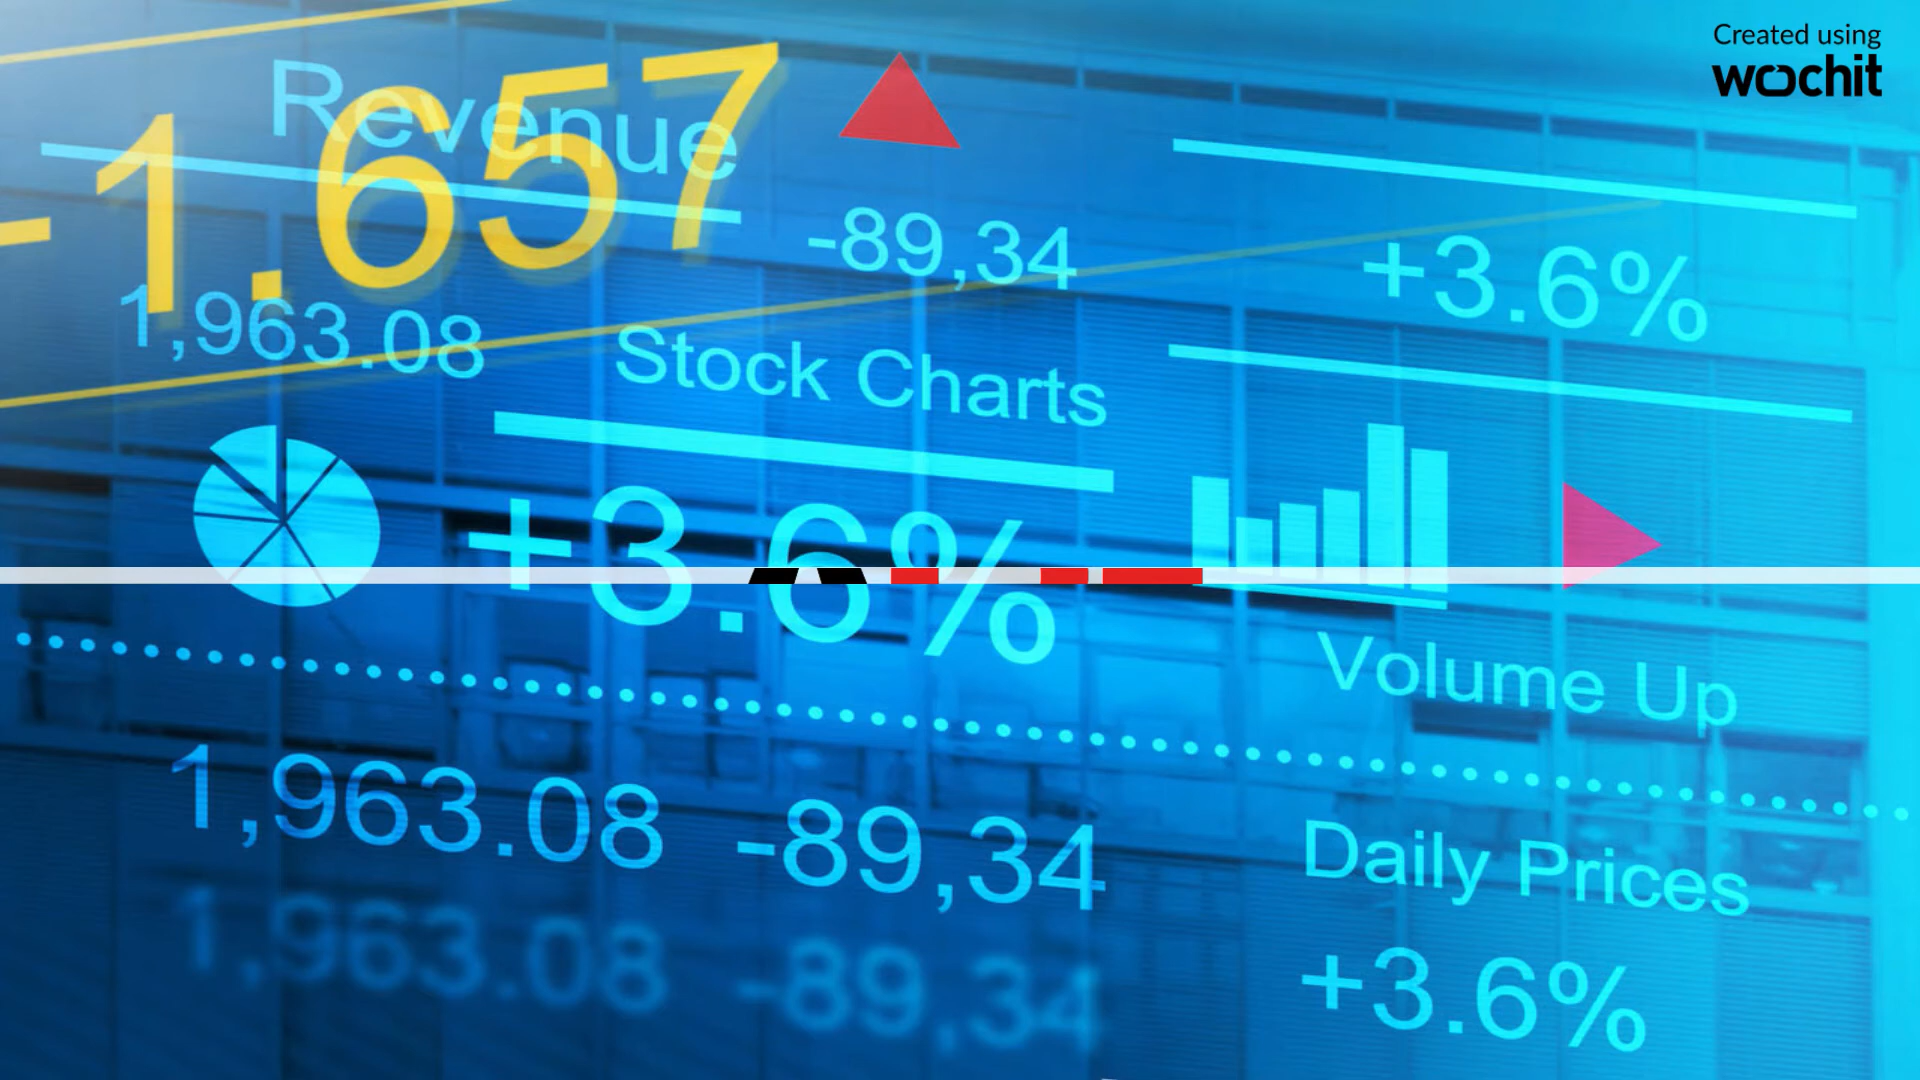 Created using
wochit
Revenue
-1.657
-89,34
+3.6%
1,963.08
Stock Charts
+3.6%
Volume Up
1,963.08 -89,34
Daily Prices
1,963.08 -89,34
+3.6%